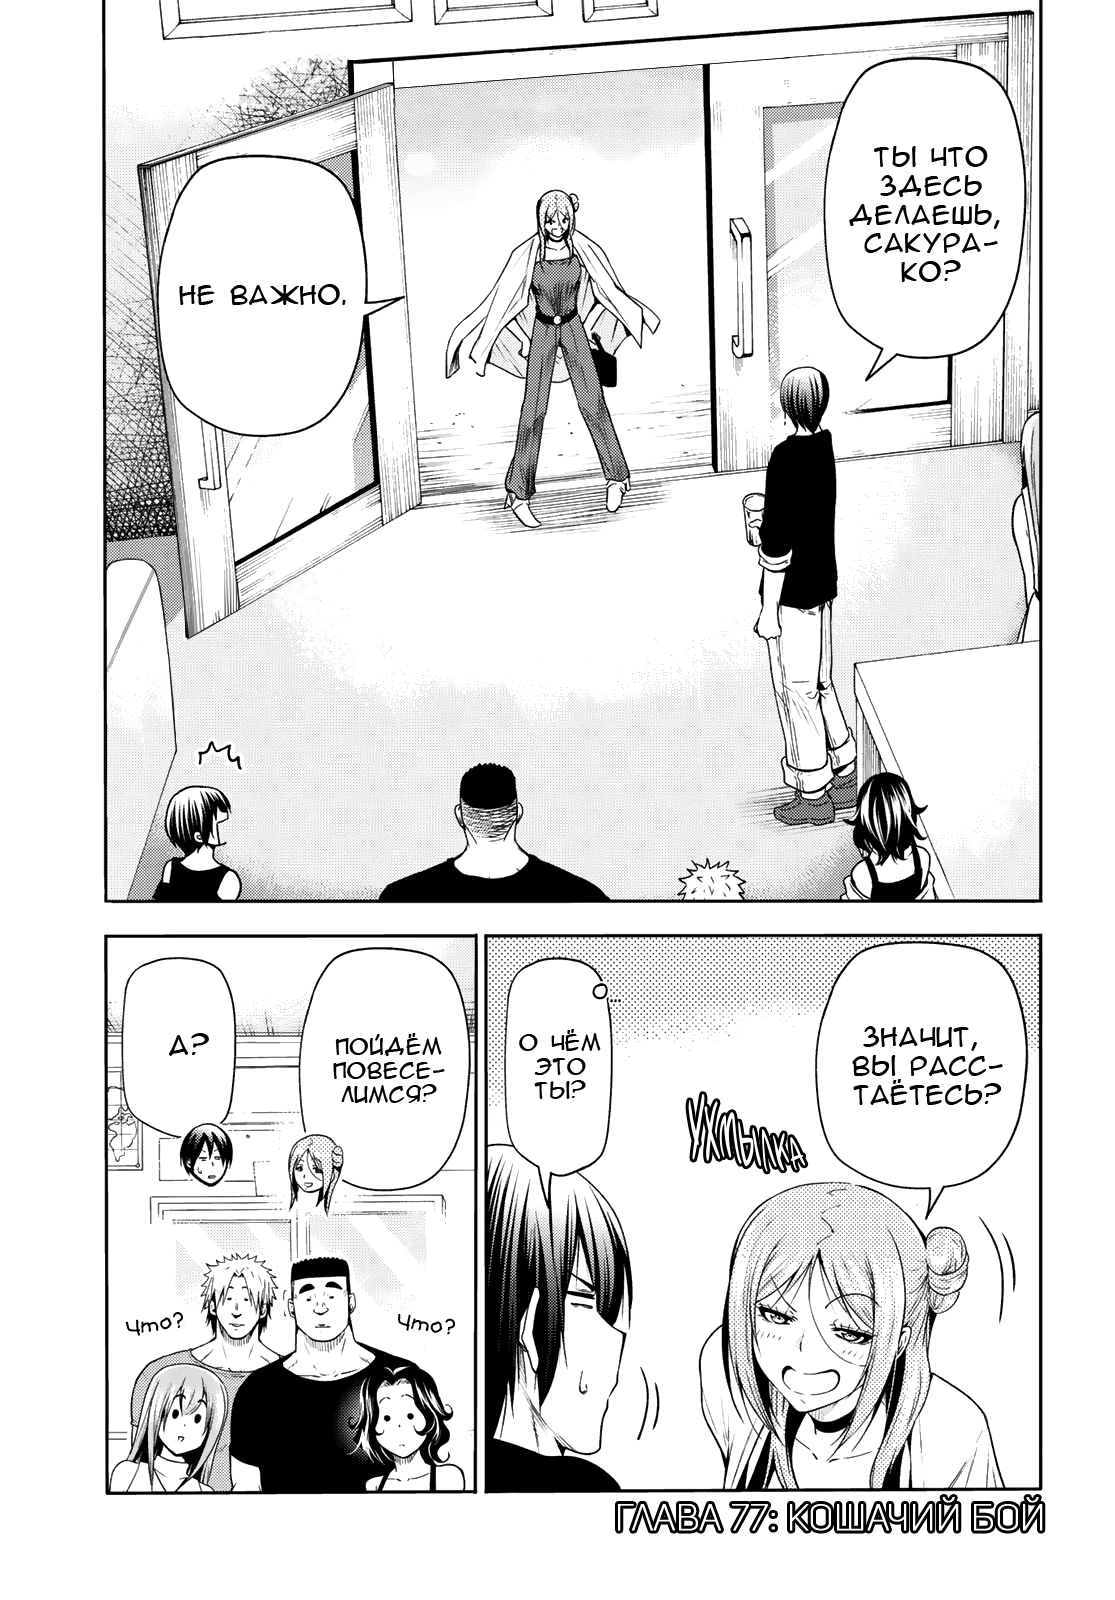 ТЫ ЧТО
ЗДЕСЬ
ДЕЛАЕШЬ,
САКУРА-
КО?
НЕ ВАЖНО.
ЗНАЧИТ,
ВЫ РАСС-
ТАЁТЕСЬ?
УХМЫЛКА
О...
О ЧЁМ
ЭТО
ТЫ?
ПОЙДЁМ
ПОВЕСЕ-
ЛИМСЯ?
А?
Что?
Что?
ГЛАВА 77: КОШАЧИЙ БОЙ